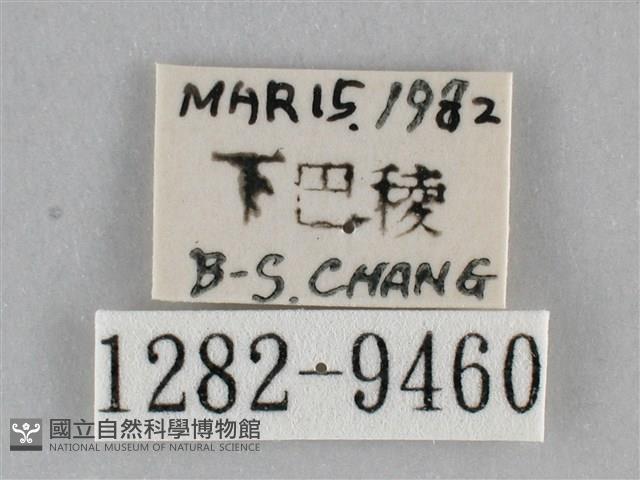 MAR 15. 1982
下巴稜
B-S. CHANG
1282-9460
國立自然科學博物館
NATIONAL MUSEUM OF NATURAL SCIENCE